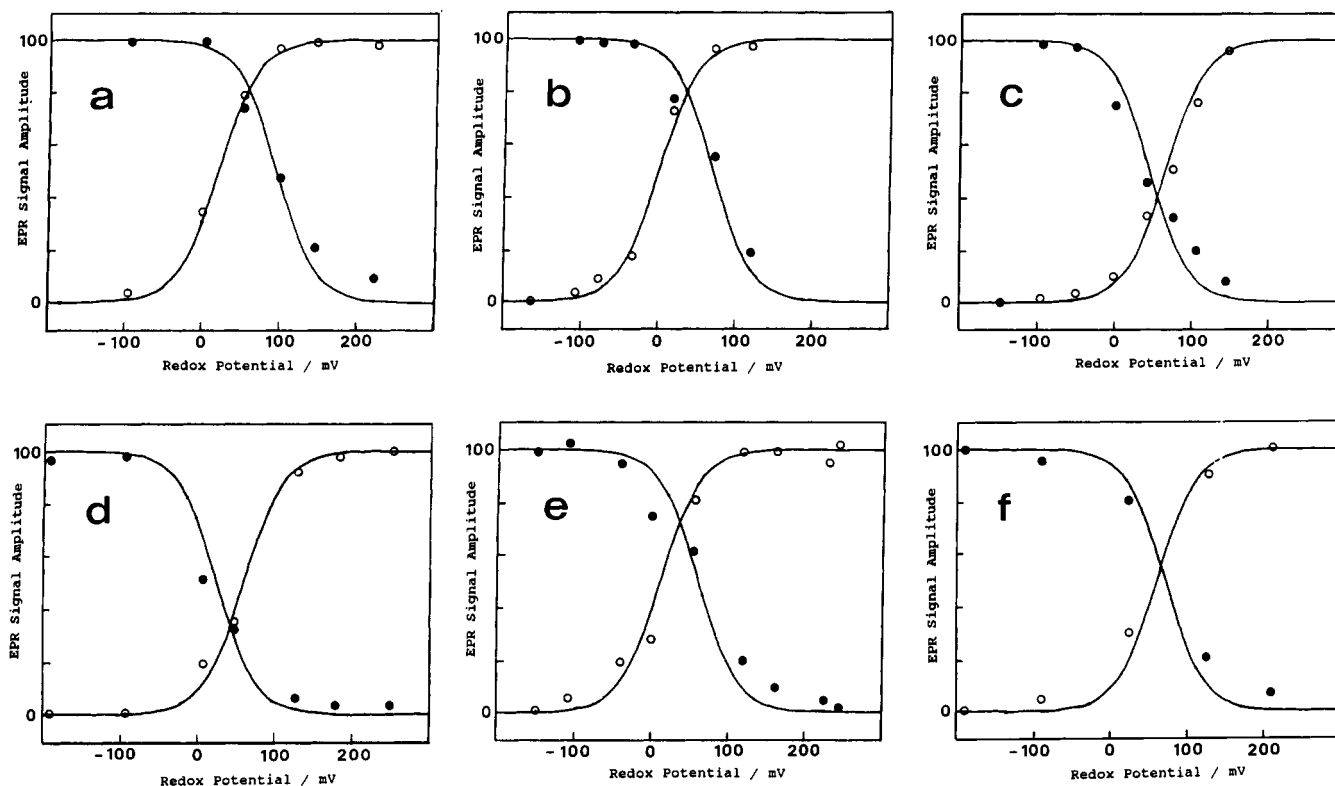 a
100
0
EPR Signal Amplitude
-100 0 100 200
Redox Potential / mV
b
100
0
EPR Signal Amplitude
-100 0 100 200
Redox Potential / mV
c
100
0
EPR Signal Amplitude
-100 0 100 200
Redox Potential / mV
d
100
0
EPR Signal Amplitude
-100 0 100 200
Redox Potential / mV
e
100
0
EPR Signal Amplitude
-100 0 100 200
Redox Potential / mV
f
100
0
EPR Signal Amplitude
-100 0 100 200
Redox Potential / mV